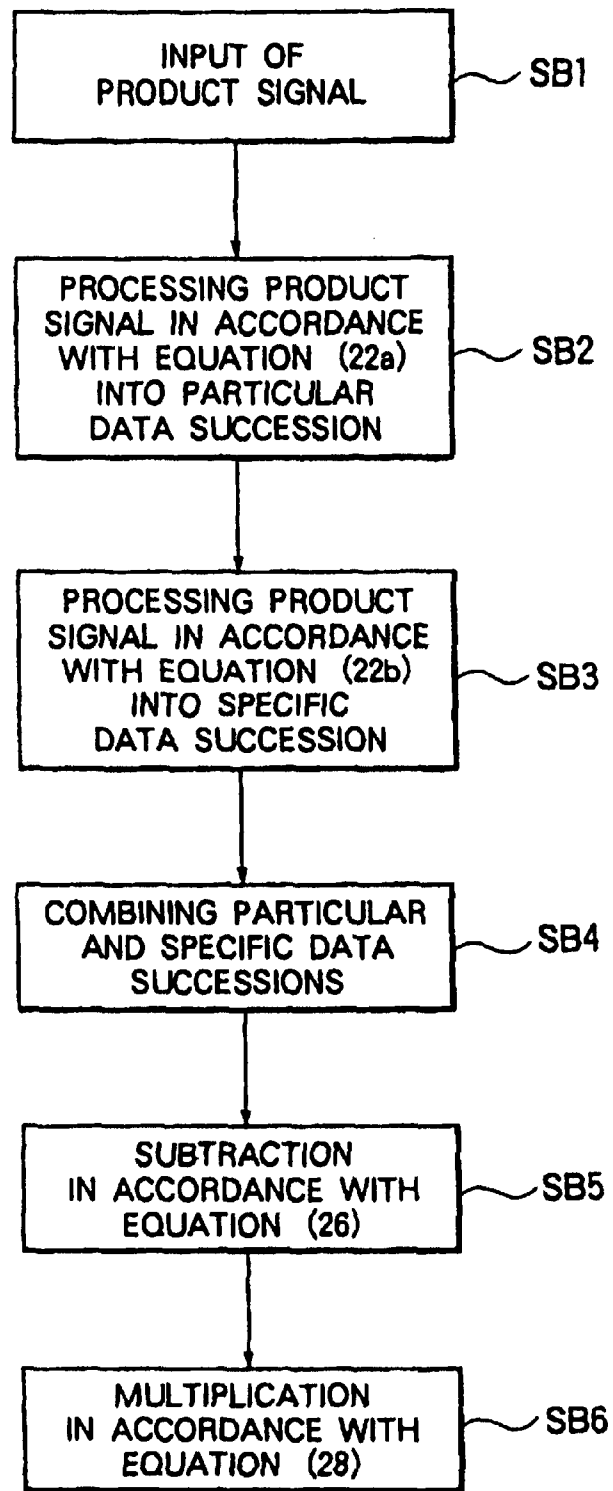 INPUT OF
PRODUCT SIGNAL
SB1
PROCESSING PRODUCT
SIGNAL IN ACCORDANCE
WITH EQUATION (22a)
INTO PARTICULAR
DATA SUCCESSION
SB2
PROCESSING PRODUCT
SIGNAL IN ACCORDANCE
WITH EQUATION (22b)
INTO SPECIFIC
DATA SUCCESSION
SB3
COMBINING PARTICULAR
AND SPECIFIC DATA
SUCCESSIONS
SB4
SUBTRACTION
IN ACCORDANCE WITH
EQUATION (26)
SB5
MULTIPLICATION
IN ACCORDANCE WITH
EQUATION (28)
SB6